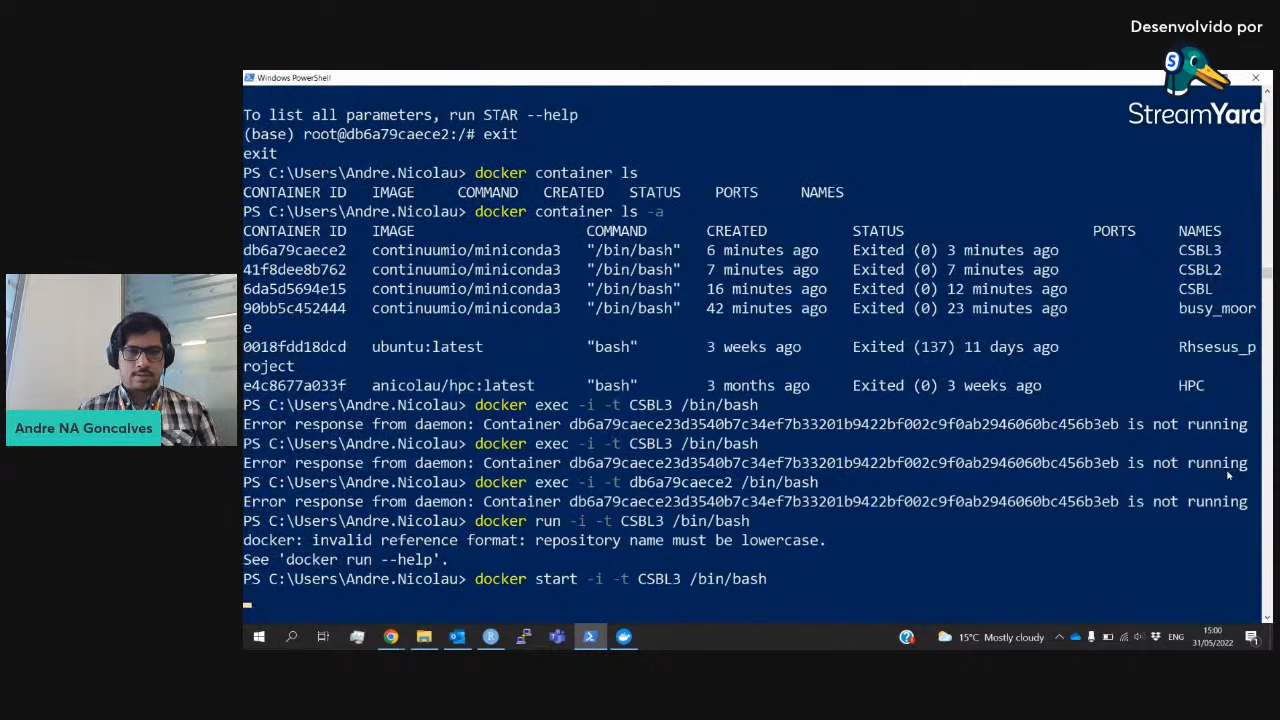 Desenvolvido por
StreamYard
Windows PowerShell
To list all parameters, run STAR --help
(base) root@db6a79caece2:/# exit
exit
PS C:\Users\Andre.Nicolau> docker container ls
CONTAINER ID   IMAGE     COMMAND   CREATED   STATUS    PORTS     NAMES
PS C:\Users\Andre.Nicolau> docker container ls -a
CONTAINER ID   IMAGE                    COMMAND       CREATED          STATUS                      PORTS     NAMES
db6a79caece2   continuumio/miniconda3   "/bin/bash"   6 minutes ago    Exited (0) 3 minutes ago              CSBL3
41f8dee8b762   continuumio/miniconda3   "/bin/bash"   7 minutes ago    Exited (0) 7 minutes ago              CSBL2
6da5d5694e15   continuumio/miniconda3   "/bin/bash"   16 minutes ago   Exited (0) 12 minutes ago             CSBL
90bb5c452444   continuumio/miniconda3   "/bin/bash"   42 minutes ago   Exited (0) 23 minutes ago             busy_moor
e
0018fdd18dcd   ubuntu:latest            "bash"        3 weeks ago      Exited (137) 11 days ago              Rhsesus_p
roject
e4c8677a033f   anicolau/hpc:latest      "bash"        3 months ago     Exited (0) 3 weeks ago                HPC
PS C:\Users\Andre.Nicolau> docker exec -i -t CSBL3 /bin/bash
Error response from daemon: Container db6a79caece23d3540b7c34ef7b33201b9422bf002c9f0ab2946060bc456b3eb is not running
PS C:\Users\Andre.Nicolau> docker exec -i -t CSBL3 /bin/bash
Error response from daemon: Container db6a79caece23d3540b7c34ef7b33201b9422bf002c9f0ab2946060bc456b3eb is not running
PS C:\Users\Andre.Nicolau> docker exec -i -t db6a79caece2 /bin/bash
Error response from daemon: Container db6a79caece23d3540b7c34ef7b33201b9422bf002c9f0ab2946060bc456b3eb is not running
PS C:\Users\Andre.Nicolau> docker run -i -t CSBL3 /bin/bash
docker: invalid reference format: repository name must be lowercase.
See 'docker run --help'.
PS C:\Users\Andre.Nicolau> docker start -i -t CSBL3 /bin/bash
Andre NA Goncalves
15°C Mostly cloudy
ENG
15:00
31/05/2022